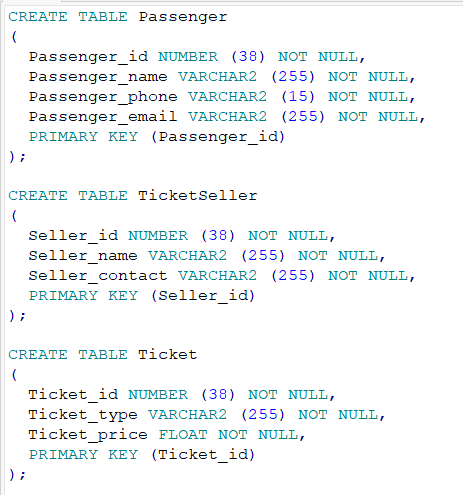 CREATE TABLE Passenger
(
  Passenger_id NUMBER (38) NOT NULL,
  Passenger_name VARCHAR2 (255) NOT NULL,
  Passenger_phone VARCHAR2 (15) NOT NULL,
  Passenger_email VARCHAR2 (255) NOT NULL,
  PRIMARY KEY (Passenger_id)
);

CREATE TABLE TicketSeller
(
  Seller_id NUMBER (38) NOT NULL,
  Seller_name VARCHAR2 (255) NOT NULL,
  Seller_contact VARCHAR2 (255) NOT NULL,
  PRIMARY KEY (Seller_id)
);

CREATE TABLE Ticket
(
  Ticket_id NUMBER (38) NOT NULL,
  Ticket_type VARCHAR2 (255) NOT NULL,
  Ticket_price FLOAT NOT NULL,
  PRIMARY KEY (Ticket_id)
);